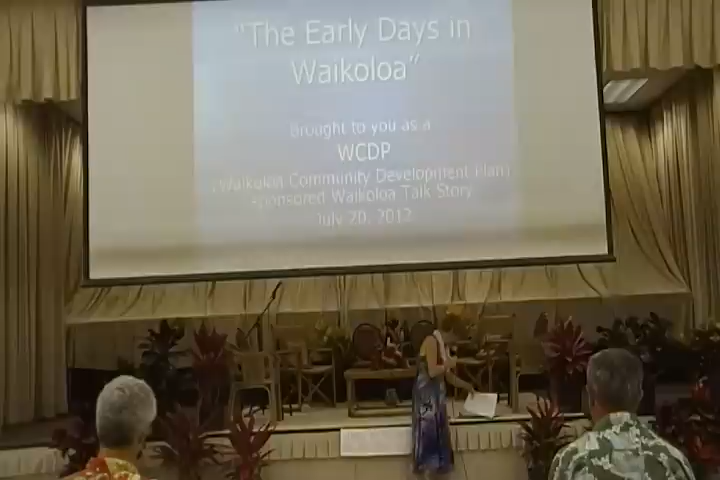 "The Early Days in
Waikoloa"
Brought to you as a
WCDP
(Waikoloa Community Development Plan)
sponsored Waikoloa Talk Story
July 20, 2012